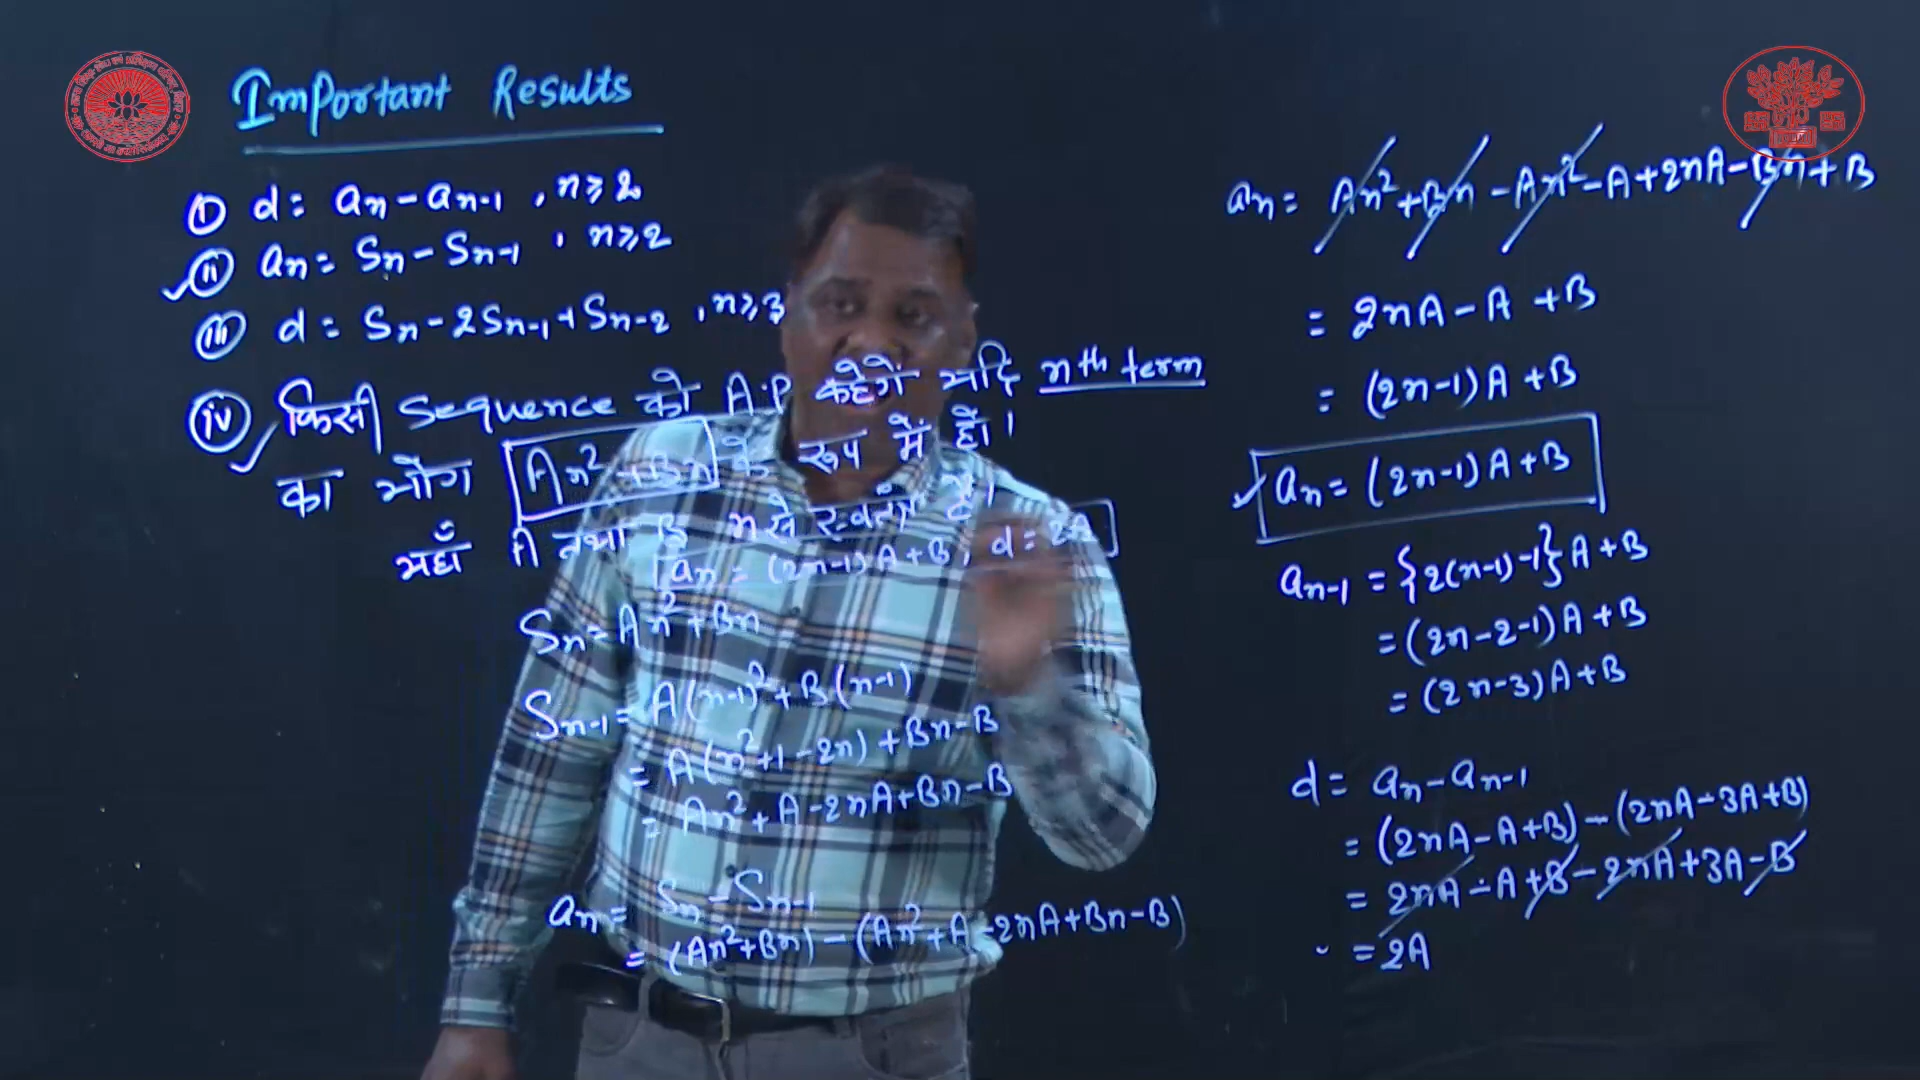 Important Results
(i) d = an - an-1 , n≥2
(ii) an = Sn - Sn-1 , n≥2
(iii) d = Sn - 2Sn-1 + Sn-2 , n≥3
(iv) किसी Sequence को A.P कहेगें यदि nth term
का योग An² + Bn के रूप में हों।
यहाँ A तथा B n से स्वतंत्र हैं।
an = (2n-1)A + B, d = 2A
Sn = An² + Bn
Sn-1 = A(n-1)² + B(n-1)
= A(n²+1-2n) + Bn - B
= An² + A - 2nA + Bn - B
an = Sn - Sn-1
= (An²+Bn) - (An²+A-2nA+Bn-B)
an = An² + Bn - An² - A + 2nA - Bn + B
= 2nA - A + B
= (2n-1)A + B
an = (2n-1)A + B
an-1 = {2(n-1)-1}A + B
= (2n-2-1)A + B
= (2n-3)A + B
d = an - an-1
= (2nA - A + B) - (2nA - 3A + B)
= 2nA - A + B - 2nA + 3A - B
= 2A